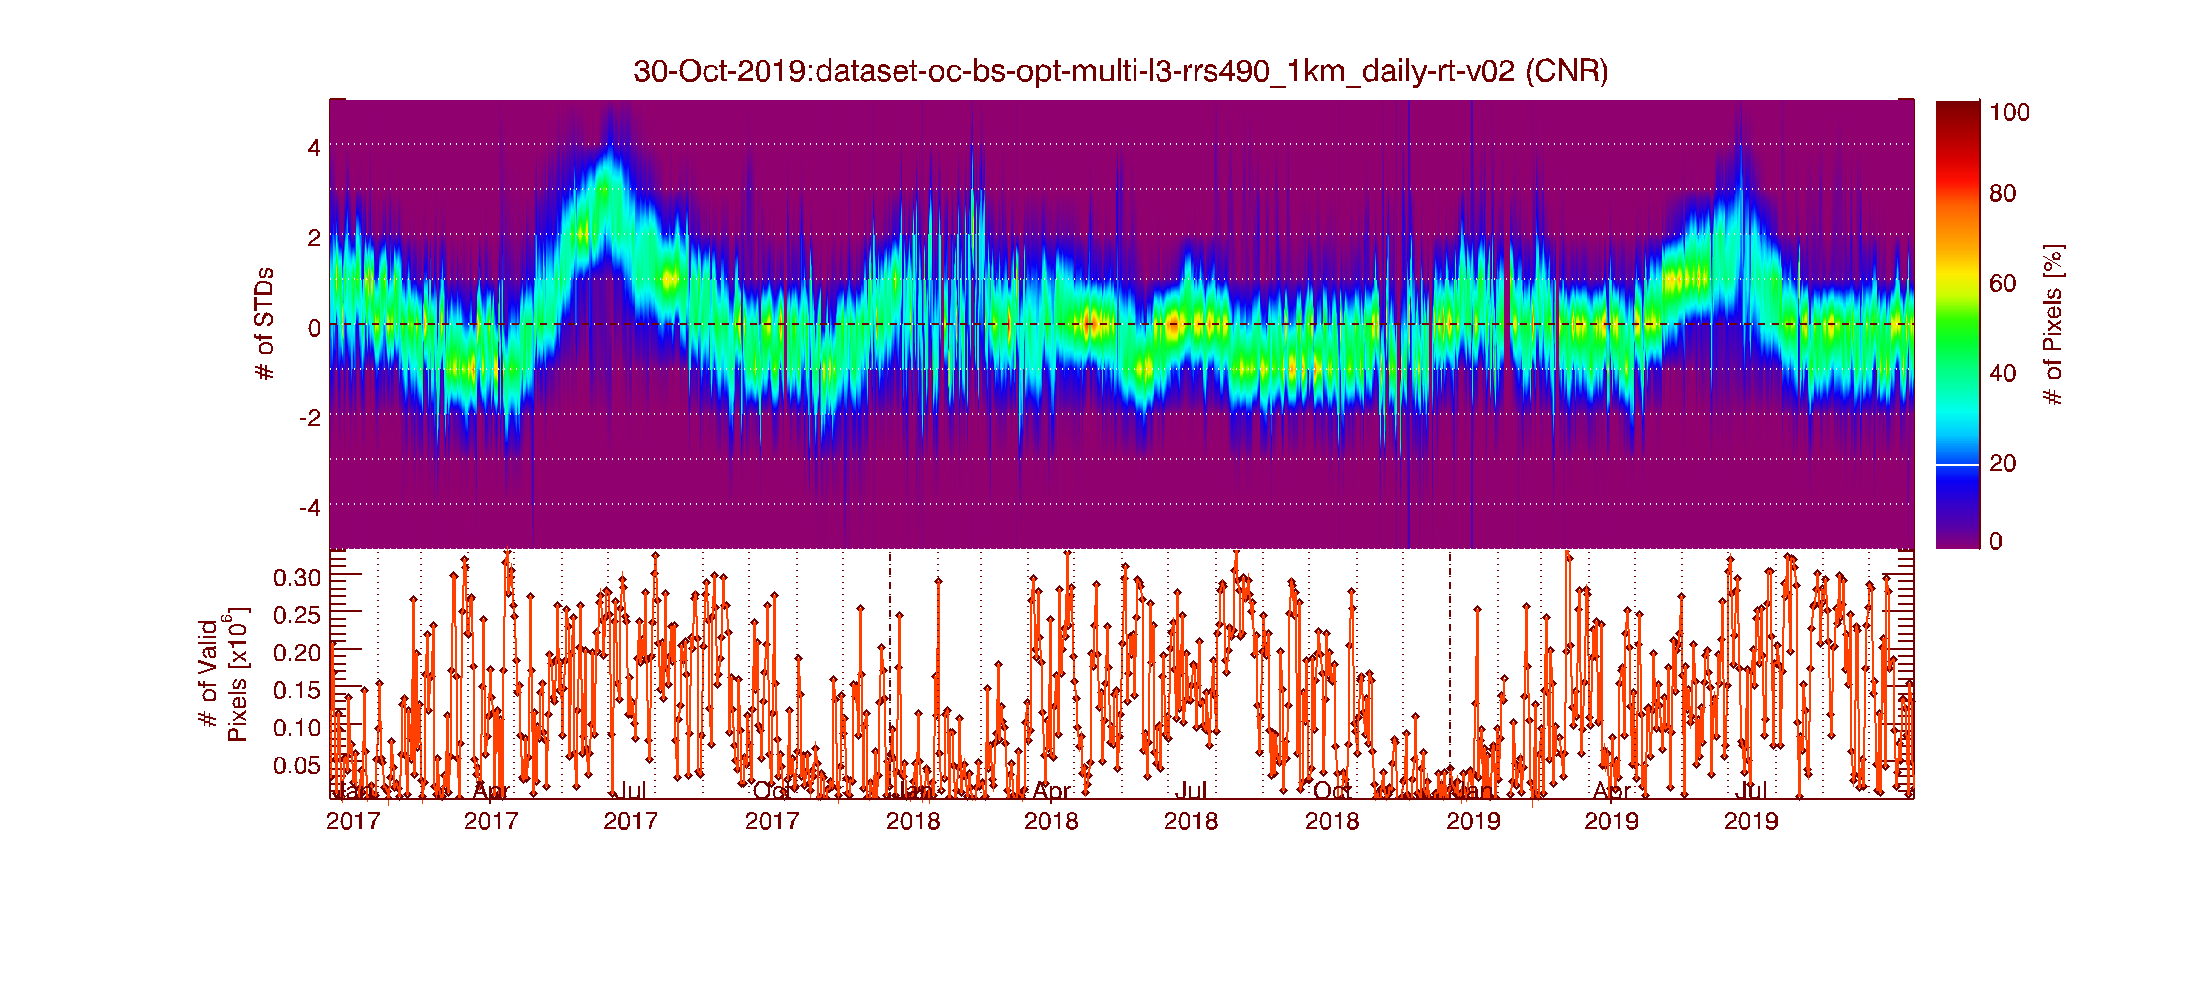 30-Oct-2019:dataset-oc-bs-opt-multi-l3-rrs490_1km_daily-rt-v02 (CNR)
# of STDs
4
2
0
-2
-4
100
80
60
40
20
0
# of Pixels [%]
# of Valid
Pixels [x10⁶]
0.30
0.25
0.20
0.15
0.10
0.05
Jan Apr Jul Oct Jan Apr Jul Oct Jan Apr Jul
2017 2017 2017 2017 2018 2018 2018 2018 2019 2019 2019